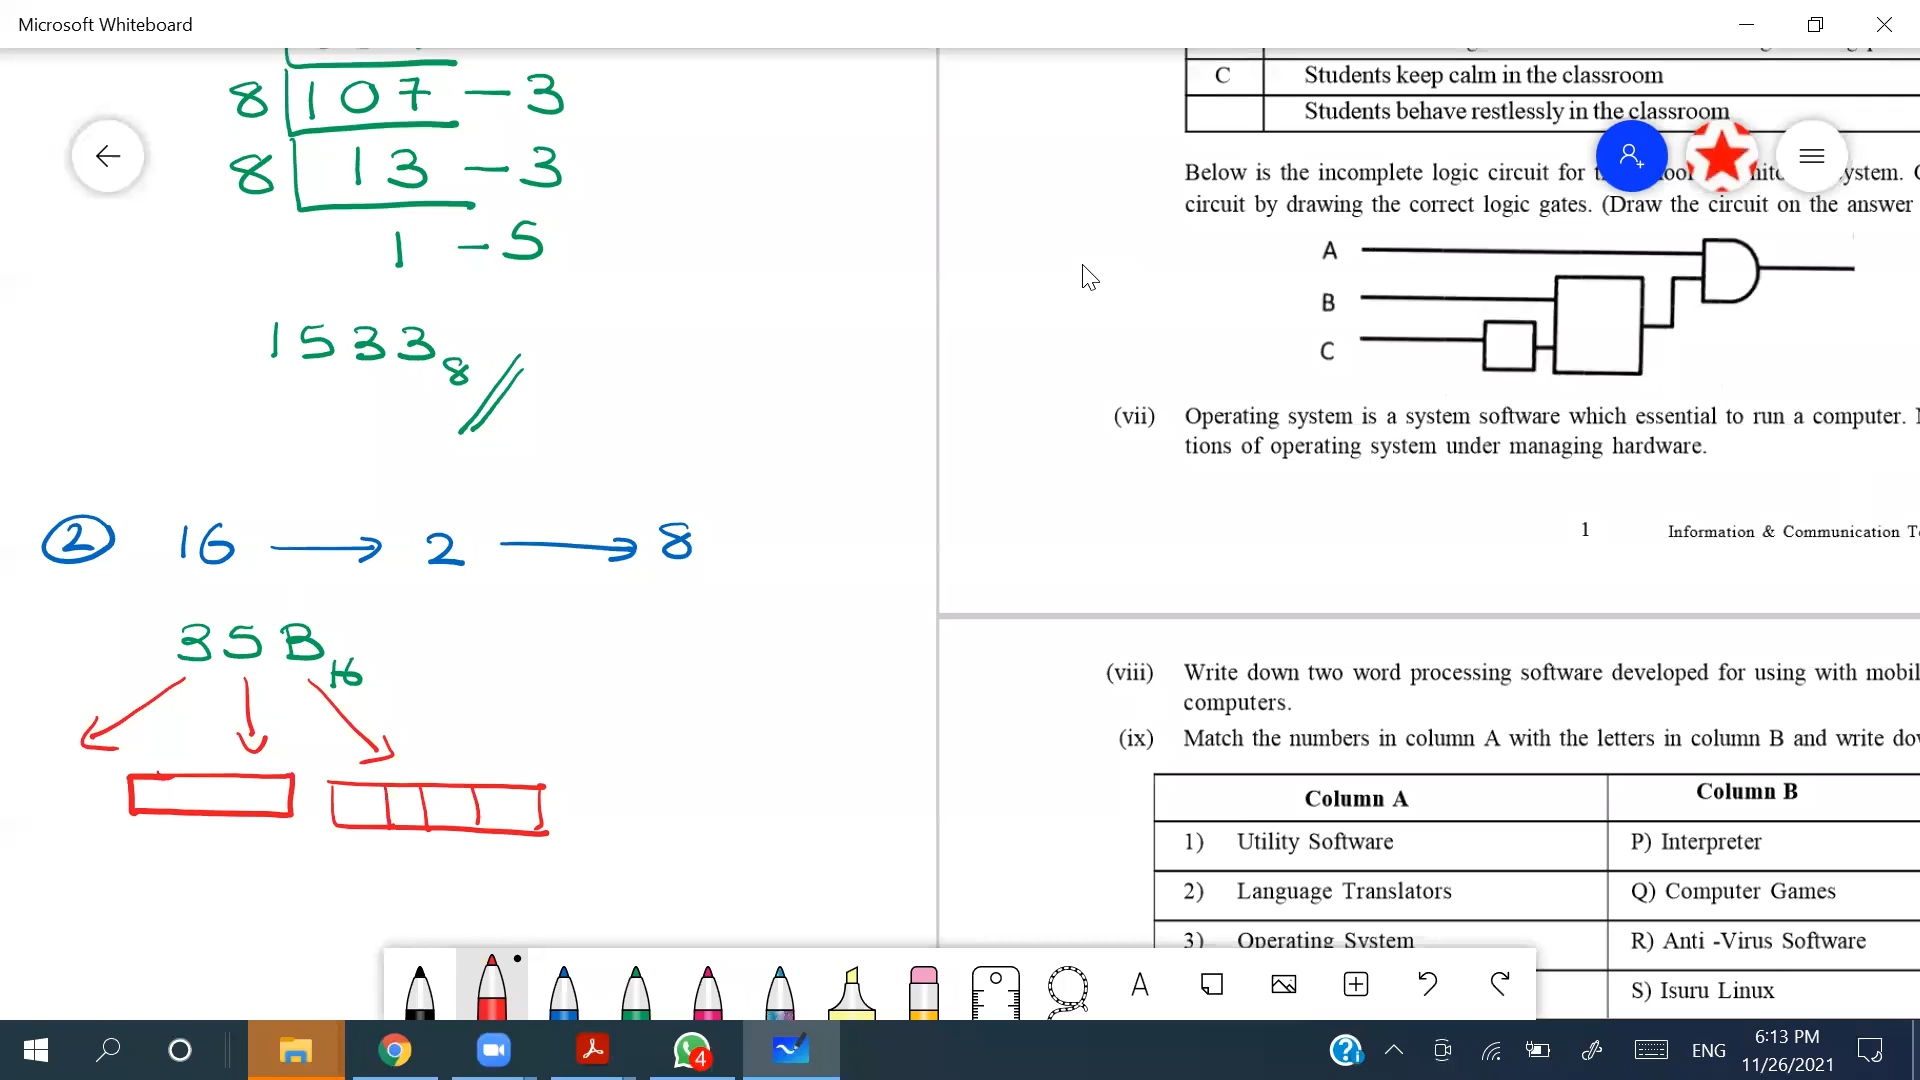 Microsoft Whiteboard
8 107 - 3
8 13 - 3
1 - 5
1533 8
2 16 → 2 → 8
35B 16
C Students keep calm in the classroom
Students behave restlessly in the classroom
Below is the incomplete logic circuit for ystem.
circuit by drawing the correct logic gates. (Draw the circuit on the answer
A
B
C
(vii) Operating system is a system software which essential to run a computer.
tions of operating system under managing hardware.
1 Information & Communication
(viii) Write down two word processing software developed for using with mobil
computers.
(ix) Match the numbers in column A with the letters in column B and write do
Column A Column B
1) Utility Software P) Interpreter
2) Language Translators Q) Computer Games
3) Operating System R) Anti -Virus Software
S) Isuru Linux
A
4
ENG
6:13 PM
11/26/2021